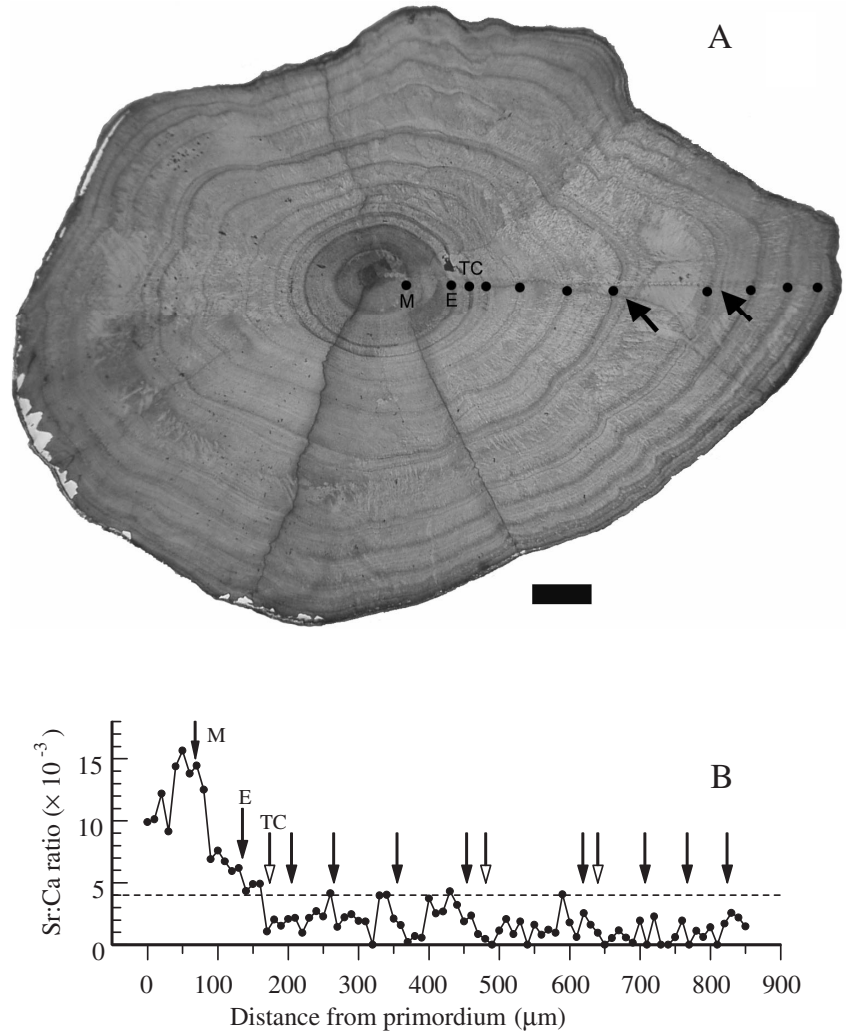 A
TC
M
E
B
M
E
TC
15
10
5
0
Sr:Ca ratio (× 10⁻³ )
0 100 200 300 400 500 600 700 800 900
Distance from primordium (μm)